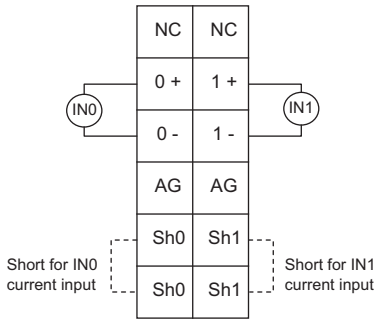 NC NC
0 + 1 +
IN0 IN1
0 - 1 -
AG AG
Sh0 Sh1
Short for IN0
current input
Short for IN1
current input
Sh0 Sh1